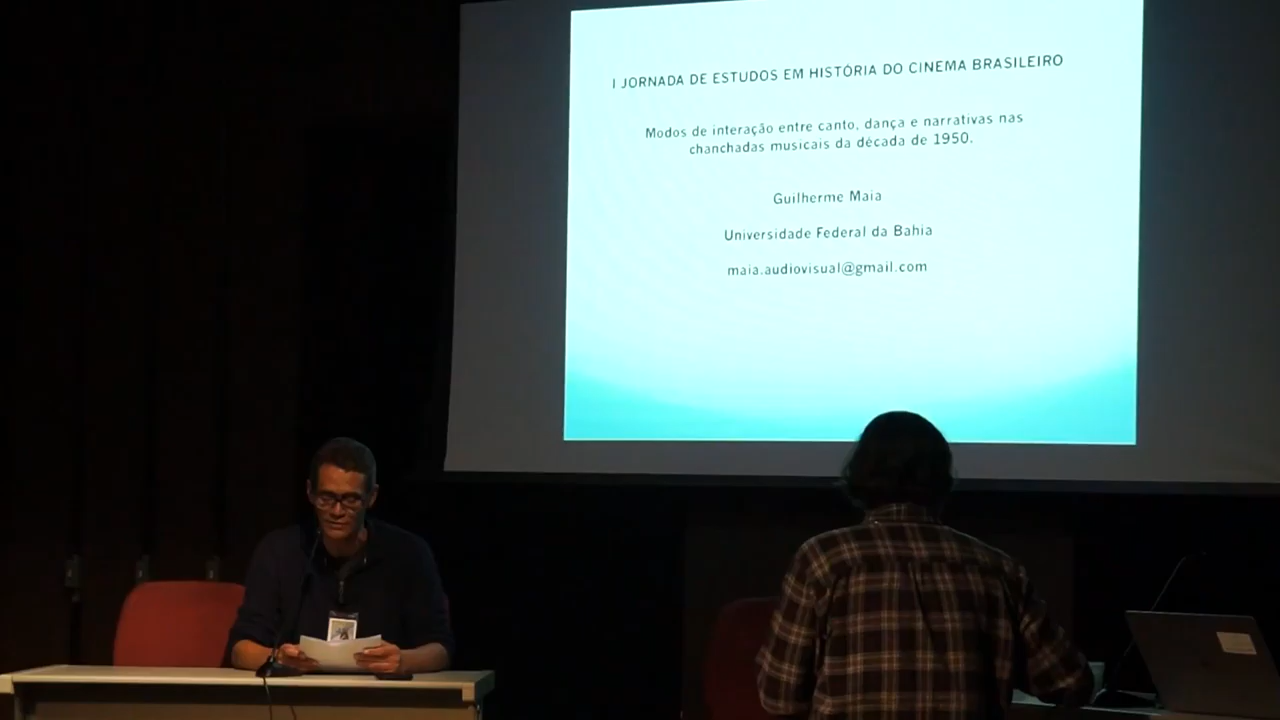 I JORNADA DE ESTUDOS EM HISTÓRIA DO CINEMA BRASILEIRO
Modos de interação entre canto, dança e narrativas nas
chanchadas musicais da década de 1950.
Guilherme Maia
Universidade Federal da Bahia
maia.audiovisual@gmail.com